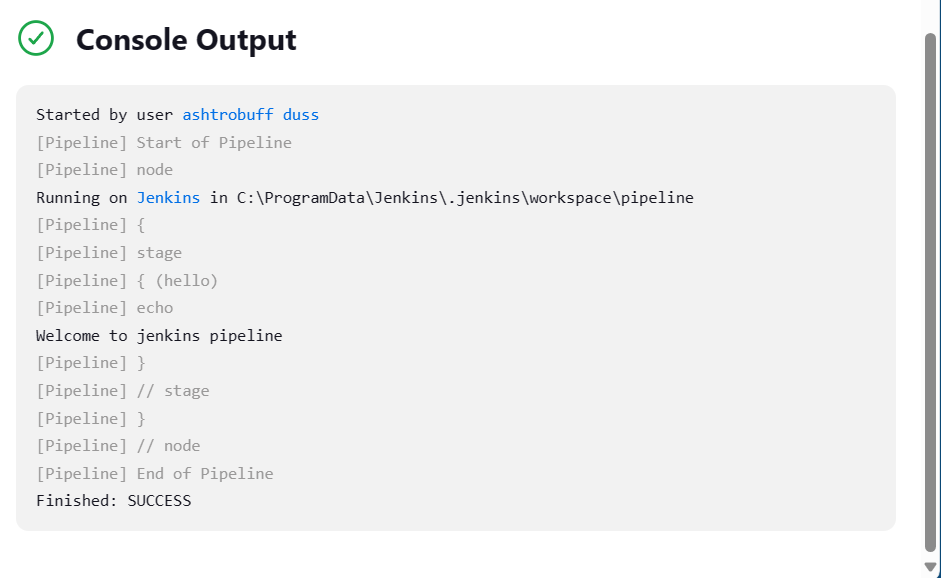 Console Output
Started by user ashtrobuff duss
[Pipeline] Start of Pipeline
[Pipeline] node
Running on Jenkins in C:\ProgramData\Jenkins\.jenkins\workspace\pipeline
[Pipeline] {
[Pipeline] stage
[Pipeline] { (hello)
[Pipeline] echo
Welcome to jenkins pipeline
[Pipeline] }
[Pipeline] // stage
[Pipeline] }
[Pipeline] // node
[Pipeline] End of Pipeline
Finished: SUCCESS